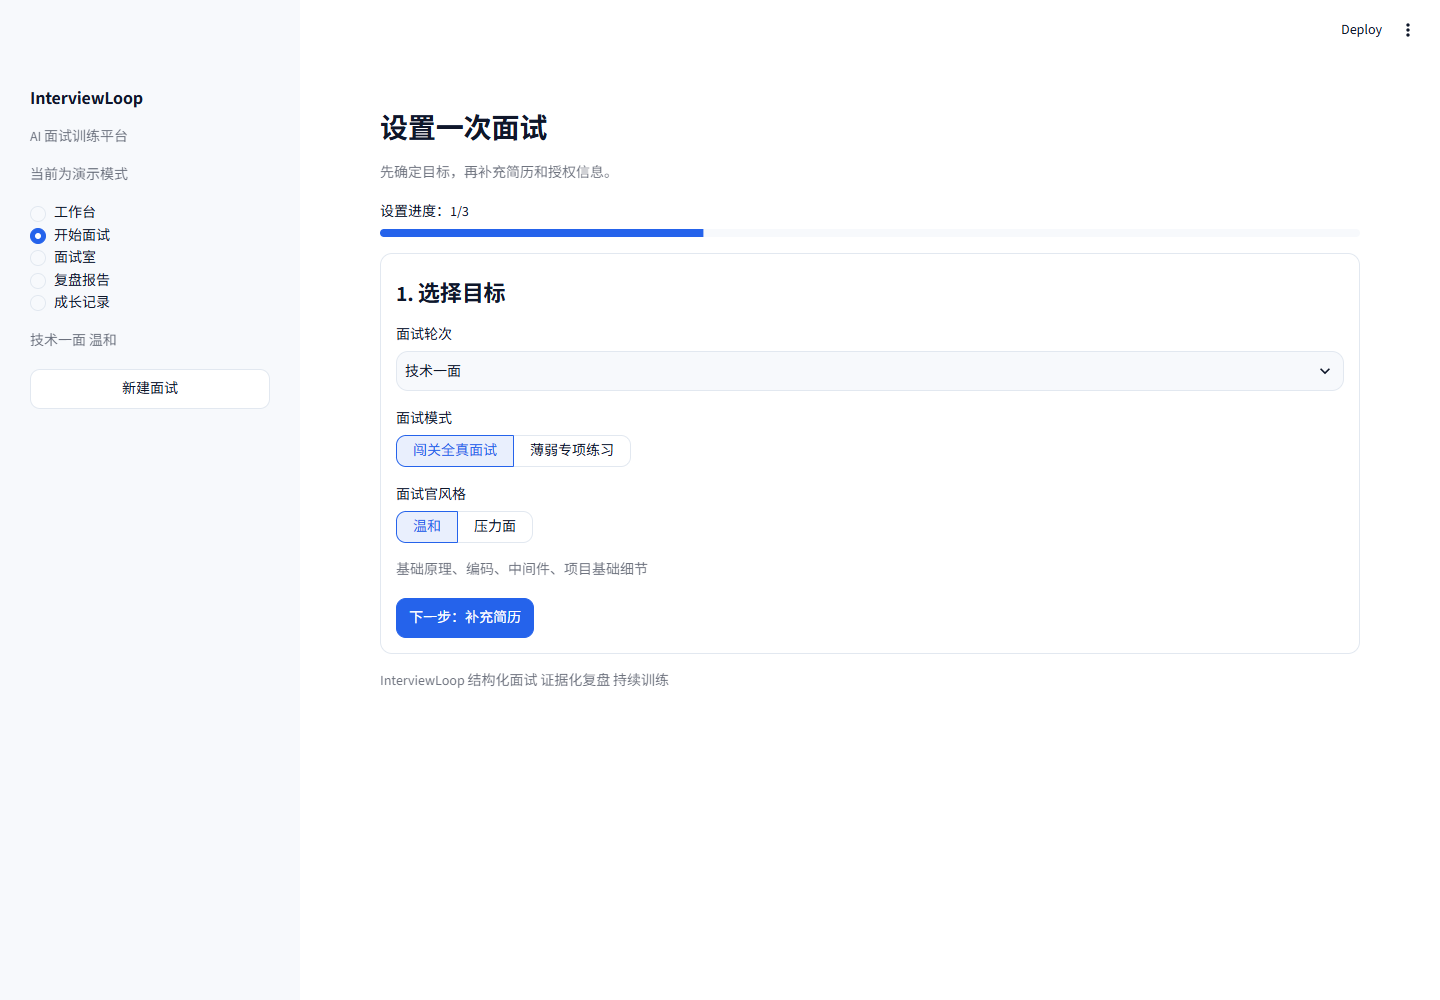 Deploy
InterviewLoop
AI 面试训练平台
当前为演示模式
工作台
开始面试
面试室
复盘报告
成长记录
技术一面 温和
新建面试
设置一次面试
先确定目标，再补充简历和授权信息。
设置进度：1/3
1. 选择目标
面试轮次
技术一面
面试模式
闯关全真面试
薄弱专项练习
面试官风格
温和
压力面
基础原理、编码、中间件、项目基础细节
下一步：补充简历
InterviewLoop 结构化面试 证据化复盘 持续训练